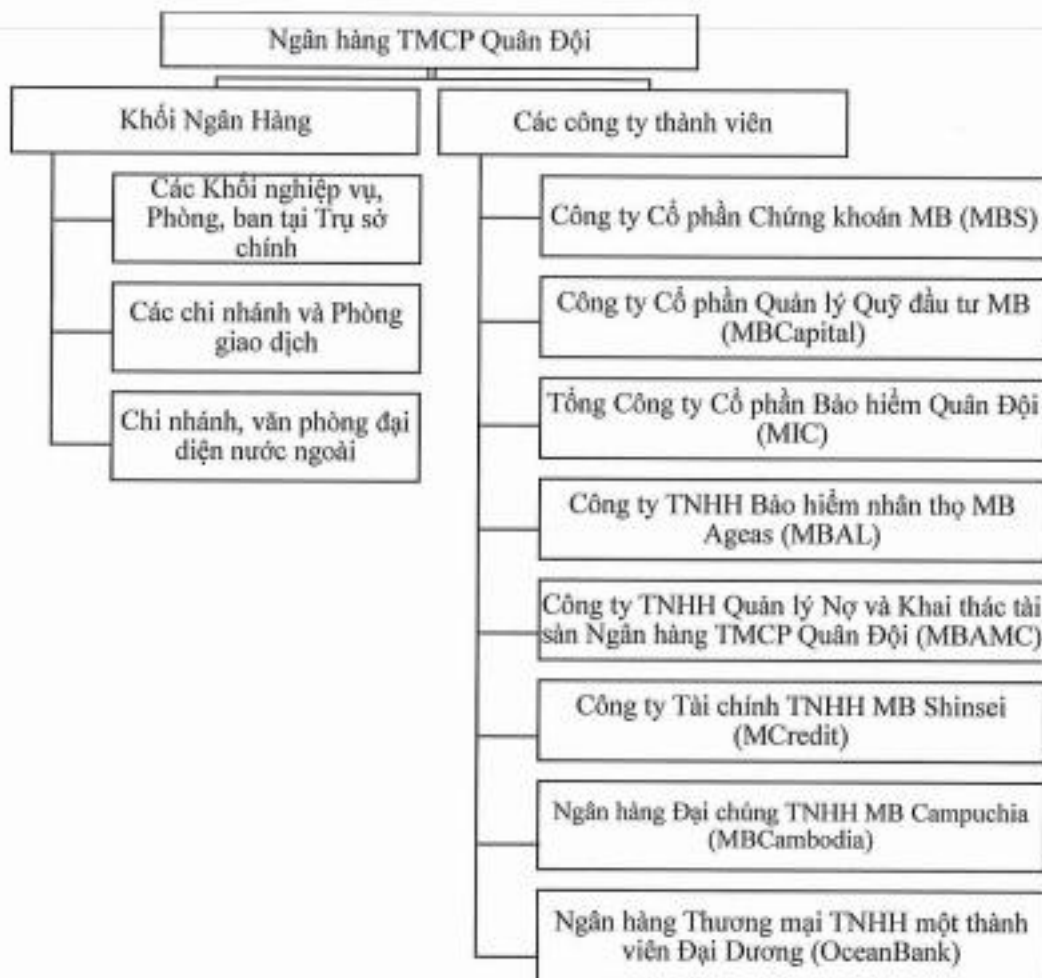 Ngân hàng TMCP Quân Đội
Khối Ngân Hàng
Các Khối nghiệp vụ,
Phòng, ban tại Trụ sở
chính
Các chi nhánh và Phòng
giao dịch
Chi nhánh, văn phòng đại
diện nước ngoài
Các công ty thành viên
Công ty Cổ phần Chứng khoán MB (MBS)
Công ty Cổ phần Quản lý Quỹ đầu tư MB
(MBCapital)
Tổng Công ty Cổ phần Bảo hiểm Quân Đội
(MIC)
Công ty TNHH Bảo hiểm nhân thọ MB
Ageas (MBAL)
Công ty TNHH Quản lý Nợ và Khai thác tài
sản Ngân hàng TMCP Quân Đội (MBAMC)
Công ty Tài chính TNHH MB Shinsei
(MCredit)
Ngân hàng Đại chúng TNHH MB Campuchia
(MBCambodia)
Ngân hàng Thương mại TNHH một thành
viên Đại Dương (OceanBank)